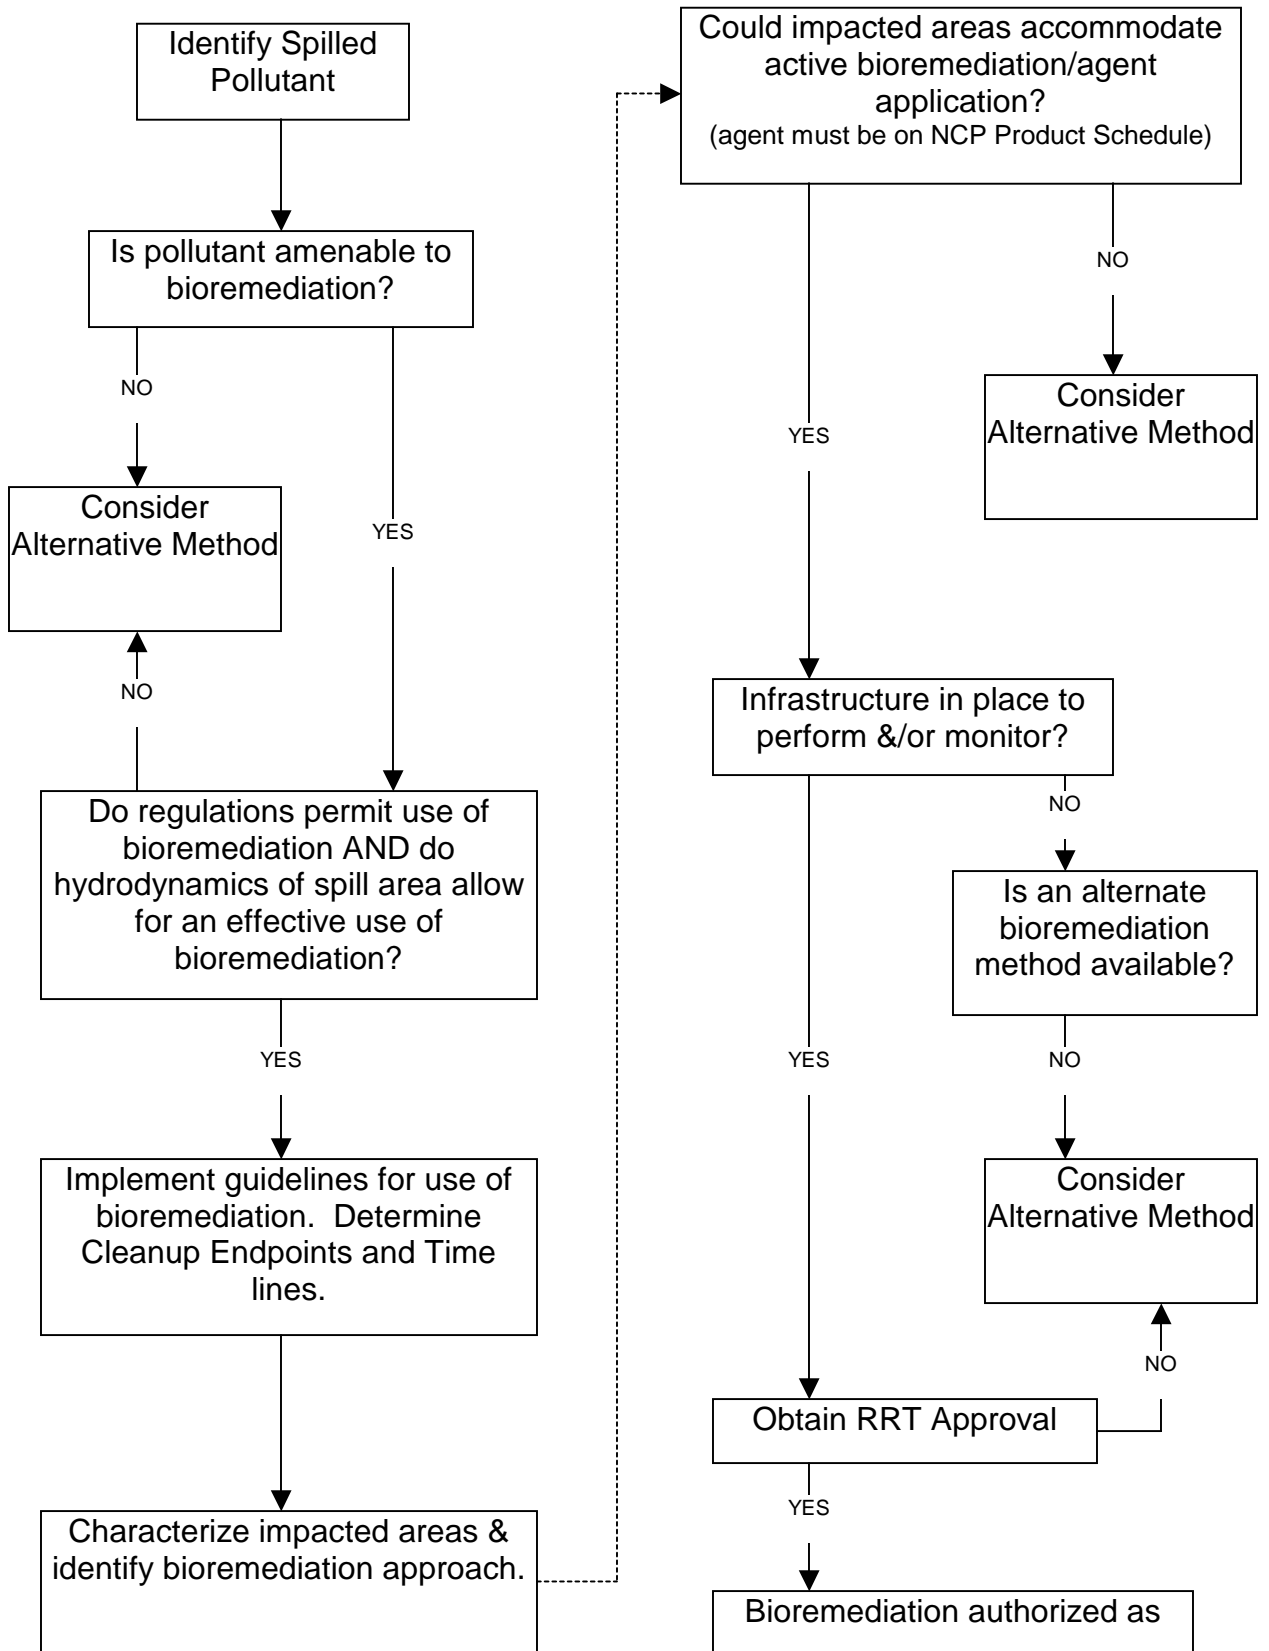 Identify Spilled
Pollutant
Is pollutant amenable to
bioremediation?
NO
YES
Consider
Alternative Method
NO
Do regulations permit use of
bioremediation AND do
hydrodynamics of spill area allow
for an effective use of
bioremediation?
YES
Implement guidelines for use of
bioremediation.  Determine
Cleanup Endpoints and Time
lines.
Characterize impacted areas &
identify bioremediation approach.
Could impacted areas accommodate
active bioremediation/agent
application?
(agent must be on NCP Product Schedule)
NO
YES
Consider
Alternative Method
Infrastructure in place to
perform &/or monitor?
NO
Is an alternate
bioremediation
method available?
YES
NO
Consider
Alternative Method
NO
Obtain RRT Approval
YES
Bioremediation authorized as